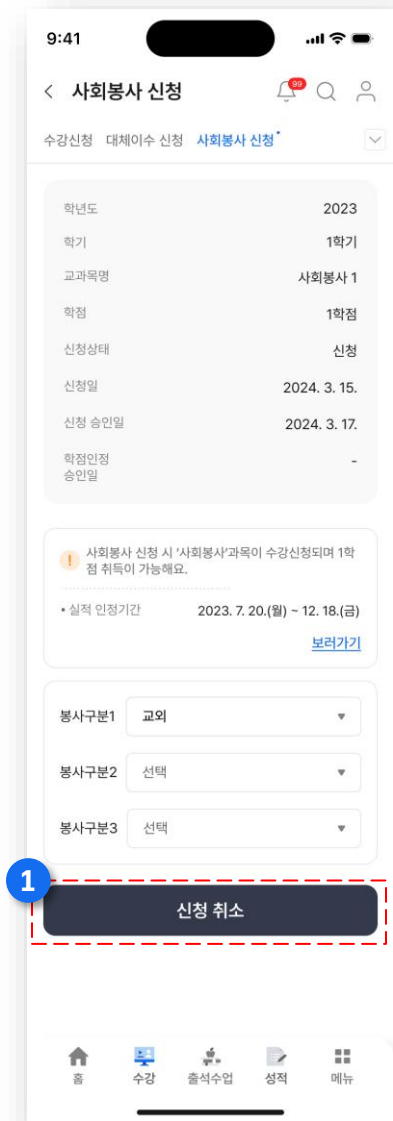 9:41
사회봉사 신청
99
수강신청 대체이수 신청 사회봉사 신청
학년도 2023
학기 1학기
교과목명 사회봉사 1
학점 1학점
신청상태 신청
신청일 2024. 3. 15.
신청 승인일 2024. 3. 17.
학점인정 -
승인일
! 사회봉사 신청 시 '사회봉사'과목이 수강신청되며 1학
점 취득이 가능해요.
• 실적 인정기간 2023. 7. 20.(월) ~ 12. 18.(금)
보러가기
봉사구분1 교외
봉사구분2 선택
봉사구분3 선택
1
신청 취소
홈 수강 출석수업 성적 메뉴